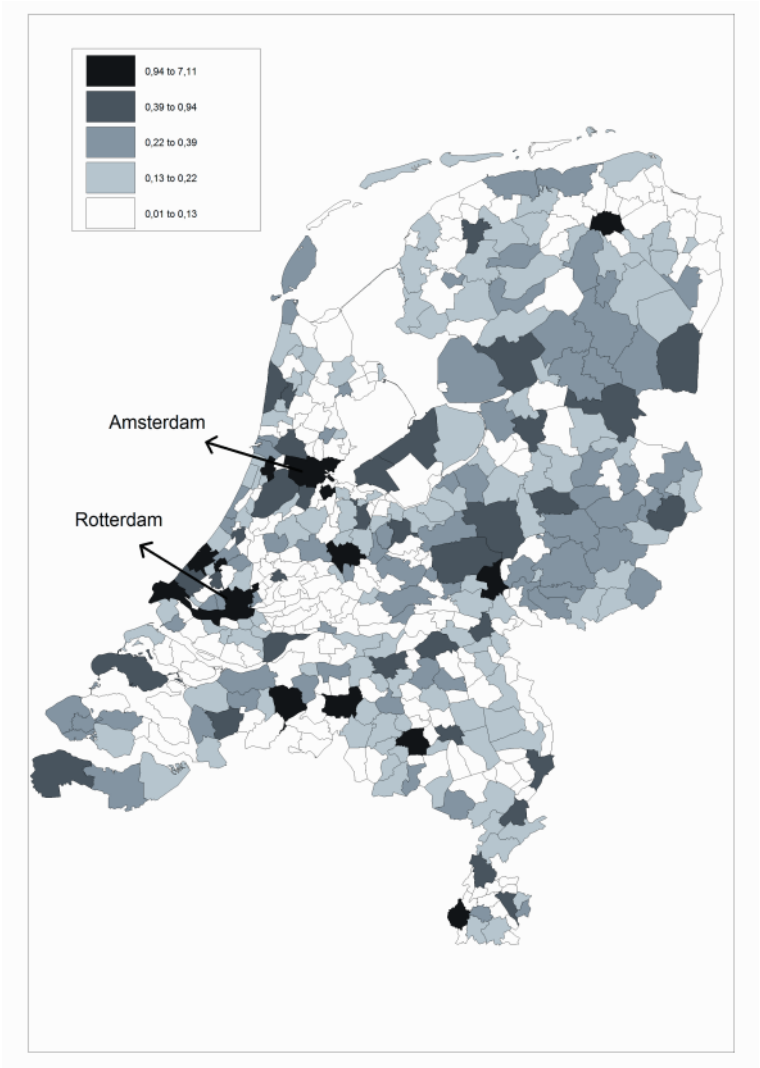 0,94 to 7,11
0,39 to 0,94
0,22 to 0,39
0,13 to 0,22
0,01 to 0,13
Amsterdam
Rotterdam